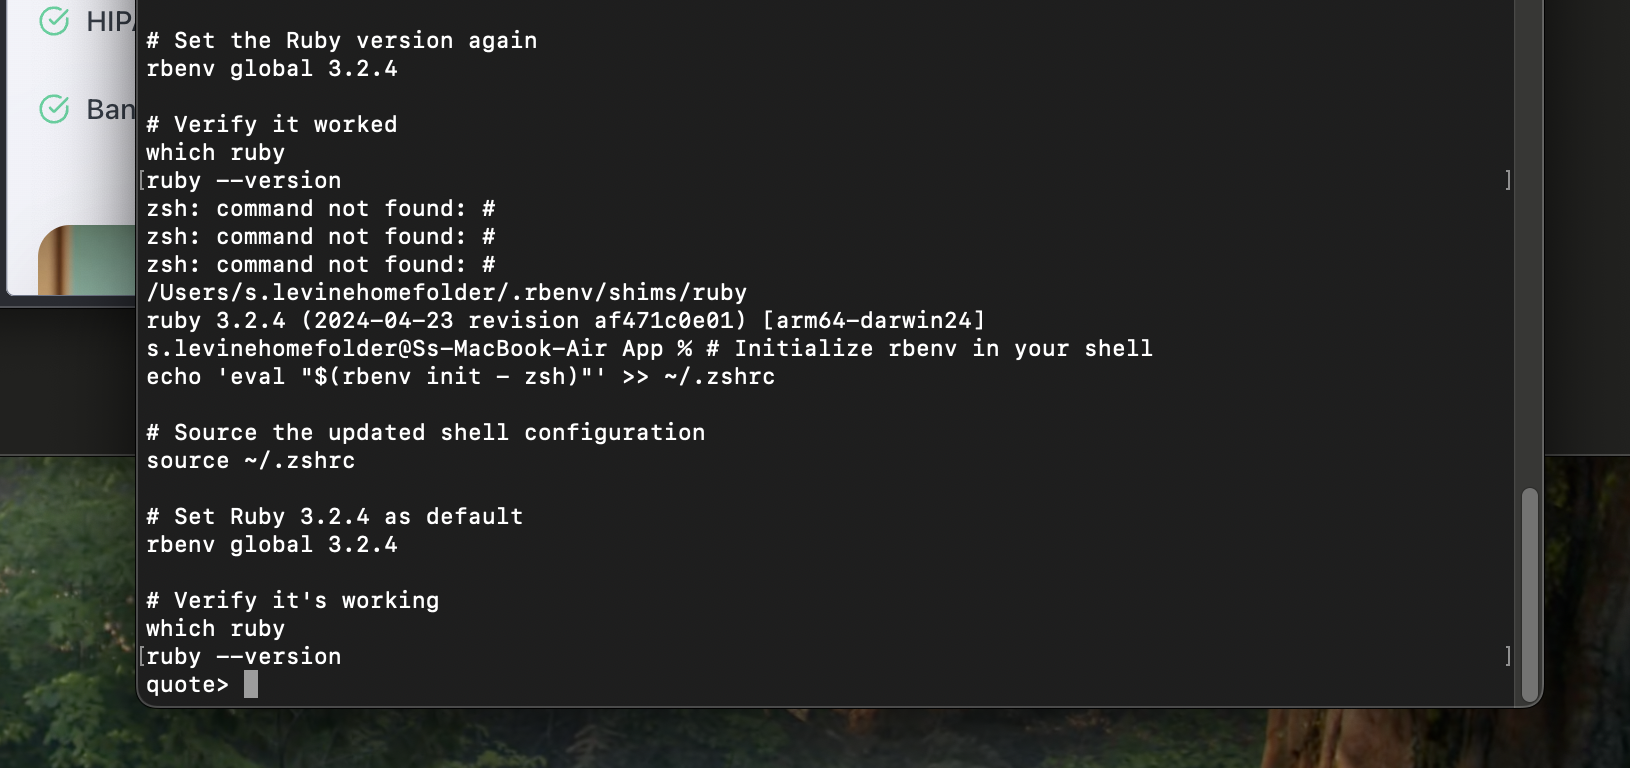 HIPA
Ban
# Set the Ruby version again
rbenv global 3.2.4
# Verify it worked
which ruby
[ruby --version ]
zsh: command not found: #
zsh: command not found: #
zsh: command not found: #
/Users/s.levinehomefolder/.rbenv/shims/ruby
ruby 3.2.4 (2024-04-23 revision af471c0e01) [arm64-darwin24]
s.levinehomefolder@Ss-MacBook-Air App % # Initialize rbenv in your shell
echo 'eval "$(rbenv init - zsh)"' >> ~/.zshrc
# Source the updated shell configuration
source ~/.zshrc
# Set Ruby 3.2.4 as default
rbenv global 3.2.4
# Verify it's working
which ruby
[ruby --version ]
quote>